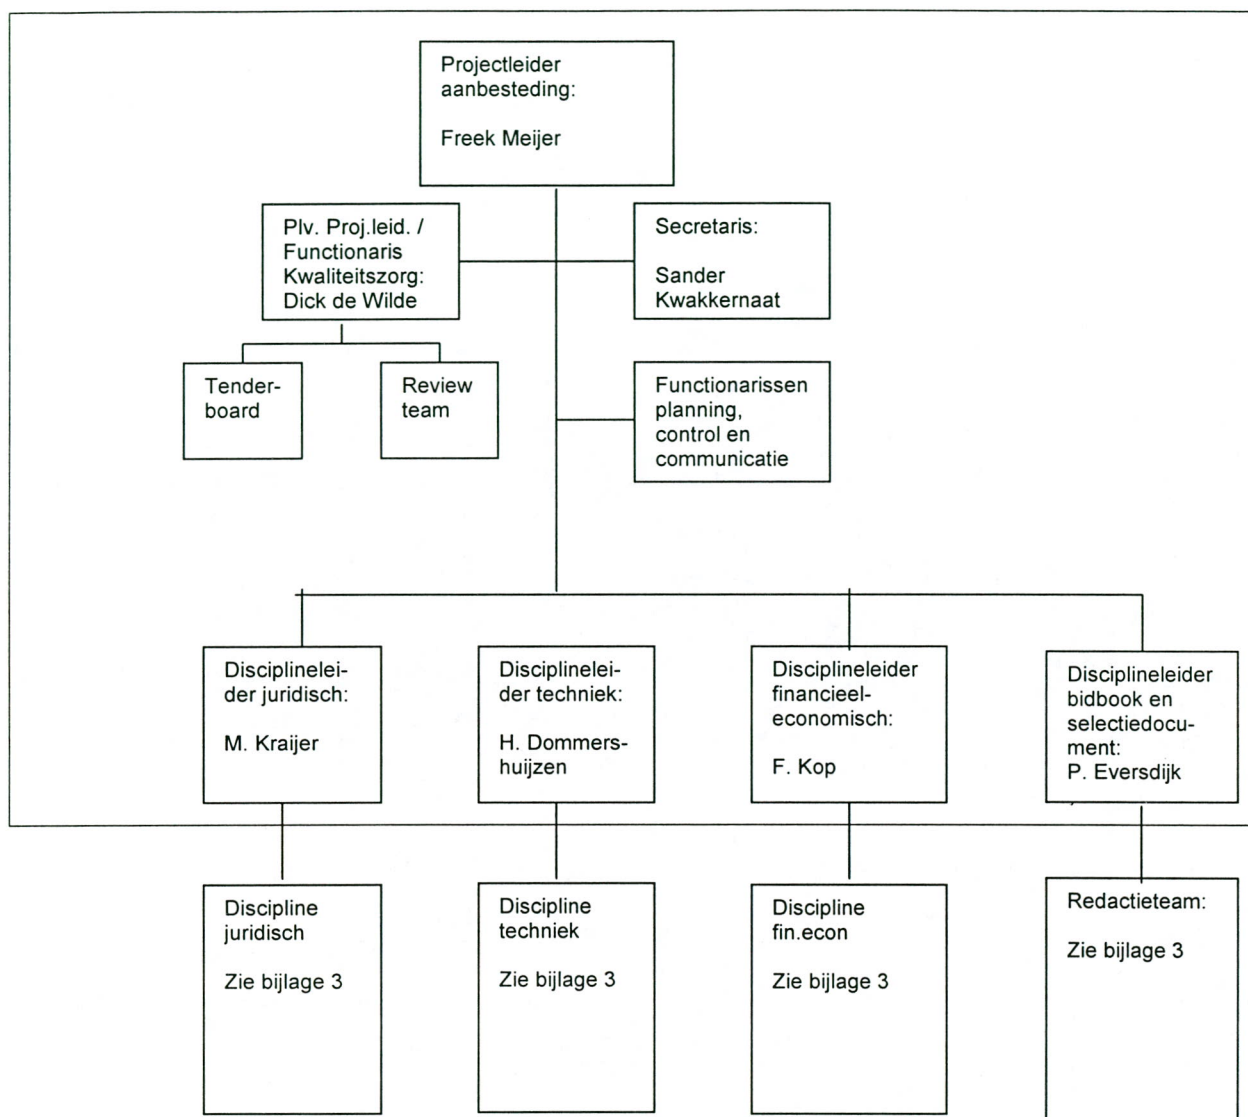 Projectleider
aanbesteding:
Freek Meijer
Plv. Proj.leid. /
Functionaris
Kwaliteitszorg:
Dick de Wilde
Secretaris:
Sander
Kwakkernaat
Tender-
board
Review
team
Functionarissen
planning,
control en
communicatie
Disciplinelei-
der juridisch:
M. Kraijer
Disciplinelei-
der techniek:
H. Dommers-
huijzen
Disciplineleider
financieel-
economisch:
F. Kop
Disciplineleider
bidbook en
selectiedocu-
ment:
P. Eversdijk
Discipline
juridisch
Zie bijlage 3
Discipline
techniek
Zie bijlage 3
Discipline
fin.econ
Zie bijlage 3
Redactieteam:
Zie bijlage 3